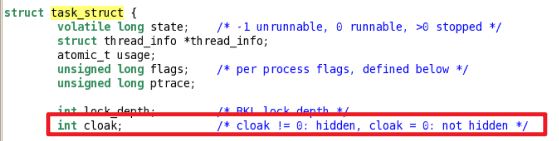 struct task_struct {
volatile long state; /* -1 unrunnable, 0 runnable, >0 stopped */
struct thread_info *thread_info;
atomic_t usage;
unsigned long flags; /* per process flags, defined below */
unsigned long ptrace;
int lock_depth; /* BKL lock depth */
int cloak; /* cloak != 0: hidden, cloak = 0: not hidden */